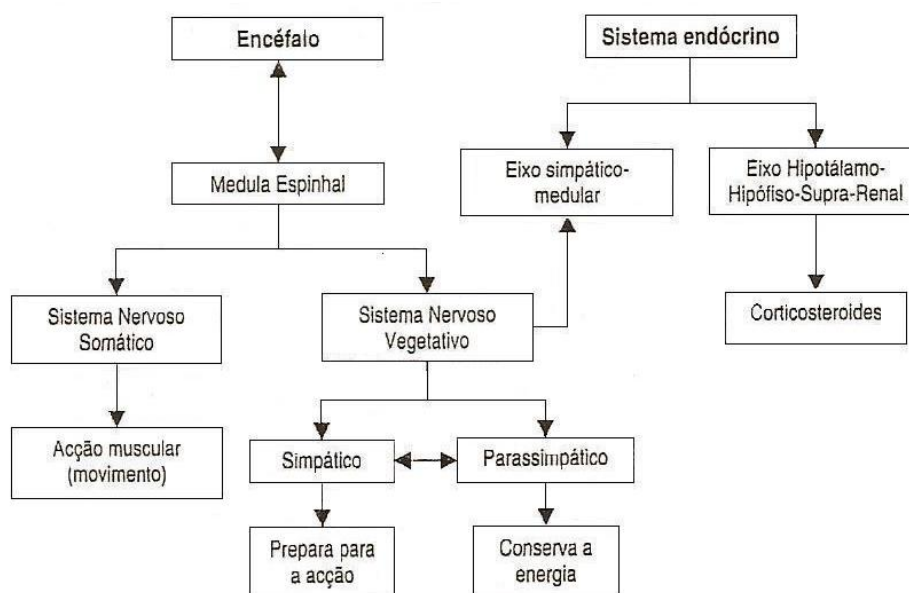 Encéfalo
Sistema endócrino
Medula Espinhal
Eixo simpático-
medular
Eixo Hipotálamo-
Hipófiso-Supra-Renal
Sistema Nervoso
Somático
Sistema Nervoso
Vegetativo
Corticosteroides
Acção muscular
(movimento)
Simpático
Parassimpático
Prepara para
a acção
Conserva a
energia